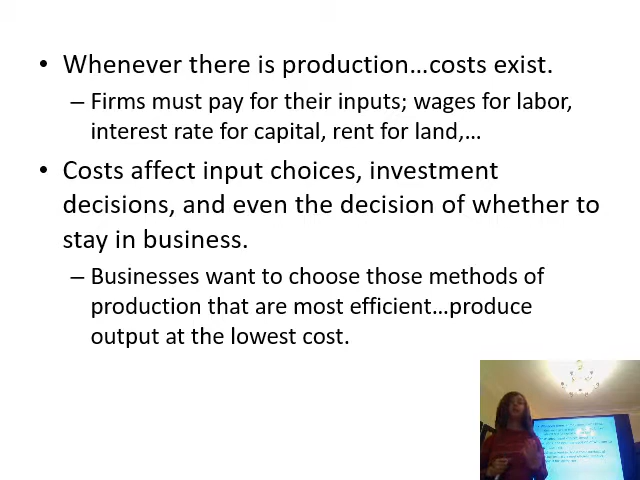 • Whenever there is production…costs exist.
– Firms must pay for their inputs; wages for labor,
interest rate for capital, rent for land,…
• Costs affect input choices, investment
decisions, and even the decision of whether to
stay in business.
– Businesses want to choose those methods of
production that are most efficient…produce
output at the lowest cost.